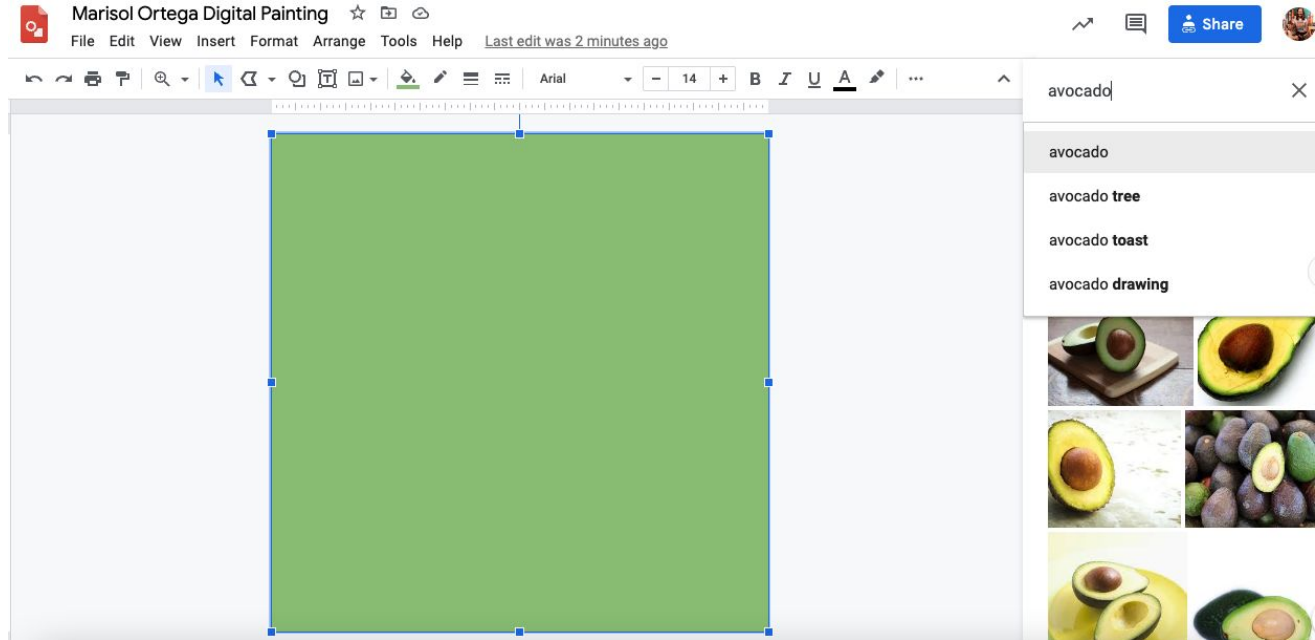 Marisol Ortega Digital Painting
File Edit View Insert Format Arrange Tools Help Last edit was 2 minutes ago
Share
Arial
14
B I U A
avocado
avocado
avocado tree
avocado toast
avocado drawing